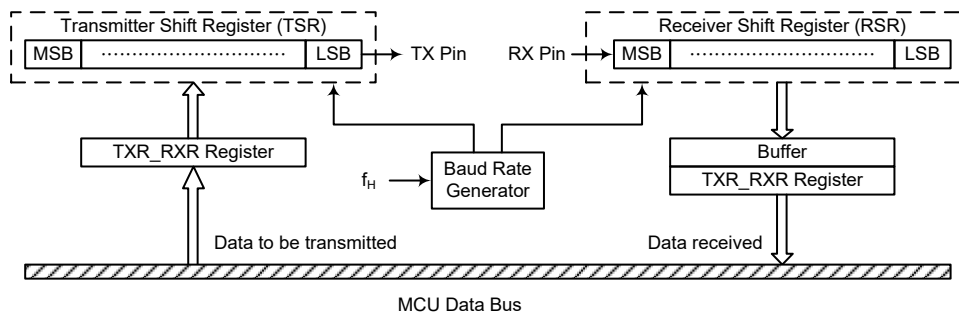 Transmitter Shift Register (TSR)
MSB ........................... LSB
TX Pin
RX Pin
Receiver Shift Register (RSR)
MSB ........................... LSB
TXR_RXR Register
fH
Baud Rate
Generator
Buffer
TXR_RXR Register
Data to be transmitted
Data received
MCU Data Bus